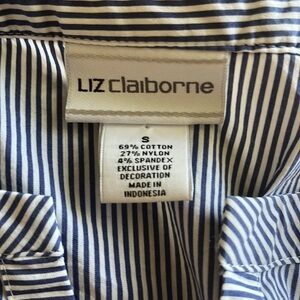 LIZ claiborne
S
69% COTTON
27% NYLON
4% SPANDEX
EXCLUSIVE OF
DECORATION
MADE IN
INDONESIA